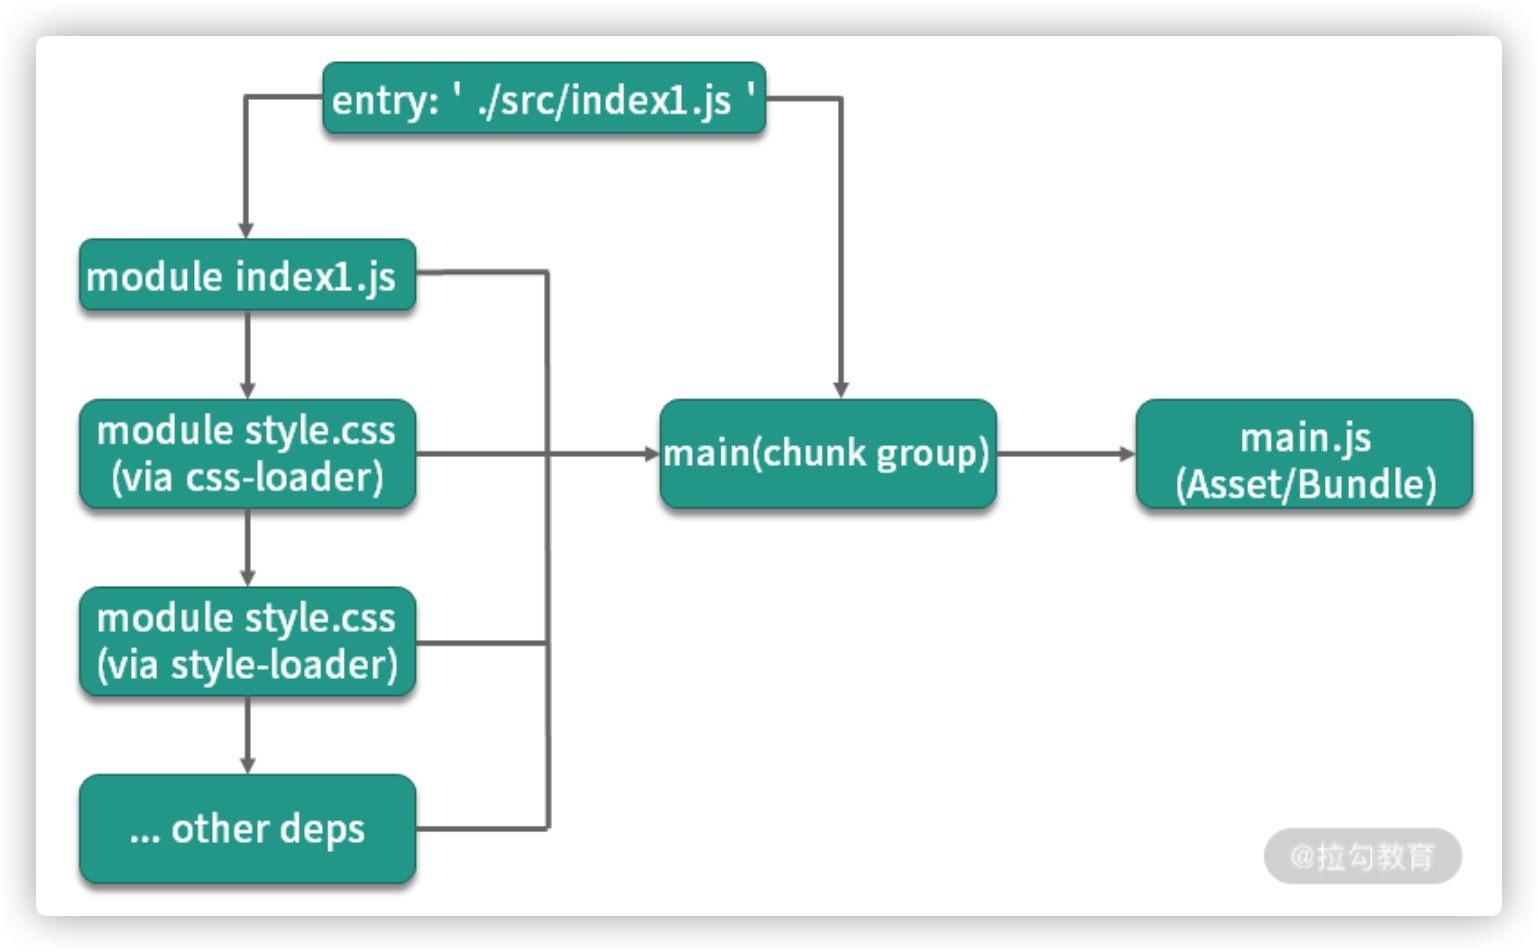 entry: ' ./src/index1.js '
module index1.js
module style.css
(via css-loader)
main(chunk group)
main.js
(Asset/Bundle)
module style.css
(via style-loader)
... other deps
@拉勾教育